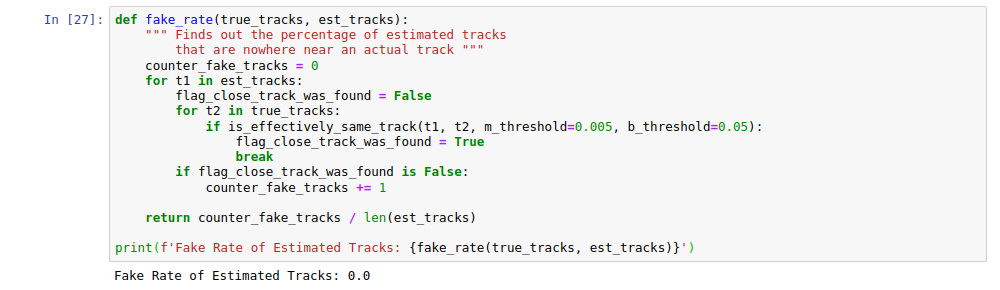 In [27]: def fake_rate(true_tracks, est_tracks):
    """ Finds out the percentage of estimated tracks
        that are nowhere near an actual track """
    counter_fake_tracks = 0
    for t1 in est_tracks:
        flag_close_track_was_found = False
        for t2 in true_tracks:
            if is_effectively_same_track(t1, t2, m_threshold=0.005, b_threshold=0.05):
                flag_close_track_was_found = True
                break
        if flag_close_track_was_found is False:
            counter_fake_tracks += 1

    return counter_fake_tracks / len(est_tracks)

print(f'Fake Rate of Estimated Tracks: {fake_rate(true_tracks, est_tracks)}')
Fake Rate of Estimated Tracks: 0.0